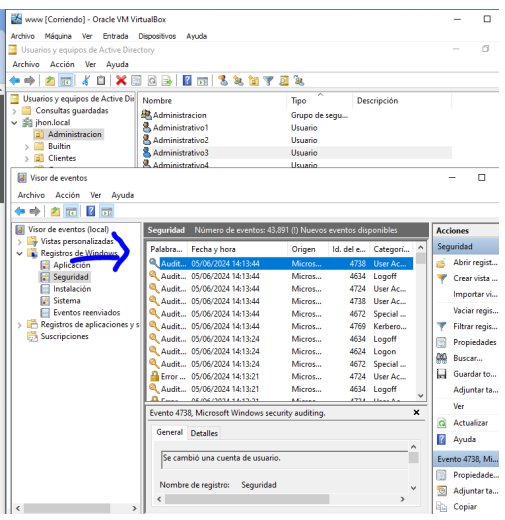 www [Corriendo] - Oracle VM VirtualBox
Archivo Máquina Ver Entrada Dispositivos Ayuda
Usuarios y equipos de Active Directory
Archivo Acción Ver Ayuda
Usuarios y equipos de Active Dir
Nombre Tipo Descripción
Consultas guardadas
Administracion Grupo de segu...
jhon.local
Administrativo1 Usuario
Administracion
Administrativo2 Usuario
Builtin
Administrativo3 Usuario
Clientes
Administrativo4 Usuario
Visor de eventos
Archivo Acción Ver Ayuda
Visor de eventos (local)
Vistas personalizadas
Registros de Windows
Aplicación
Seguridad
Instalación
Sistema
Eventos reenviados
Registros de aplicaciones y s
Suscripciones
Seguridad Número de eventos: 43.891 (!) Nuevos eventos disponibles
Palabra... Fecha y hora Origen Id. del e... Categorí...
Audit... 05/06/2024 14:13:44 Micros... 4738 User Ac...
Audit... 05/06/2024 14:13:44 Micros... 4634 Logoff
Audit... 05/06/2024 14:13:44 Micros... 4724 User Ac...
Audit... 05/06/2024 14:13:44 Micros... 4738 User Ac...
Audit... 05/06/2024 14:13:44 Micros... 4672 Special ...
Audit... 05/06/2024 14:13:44 Micros... 4769 Kerbero...
Audit... 05/06/2024 14:13:24 Micros... 4634 Logoff
Audit... 05/06/2024 14:13:24 Micros... 4624 Logon
Audit... 05/06/2024 14:13:24 Micros... 4672 Special ...
Error ... 05/06/2024 14:13:21 Micros... 4724 User Ac...
Audit... 05/06/2024 14:13:21 Micros... 4634 Logoff
Evento 4738, Microsoft Windows security auditing.
General Detalles
Se cambió una cuenta de usuario.
Nombre de registro: Seguridad
Acciones
Seguridad
Abrir regist...
Crear vista ...
Importar vi...
Vaciar regis...
Filtrar regis...
Propiedades
Buscar...
Guardar to...
Adjuntar ta...
Ver
Actualizar
Ayuda
Evento 4738, Mi...
Propiedade...
Adjuntar ta...
Copiar